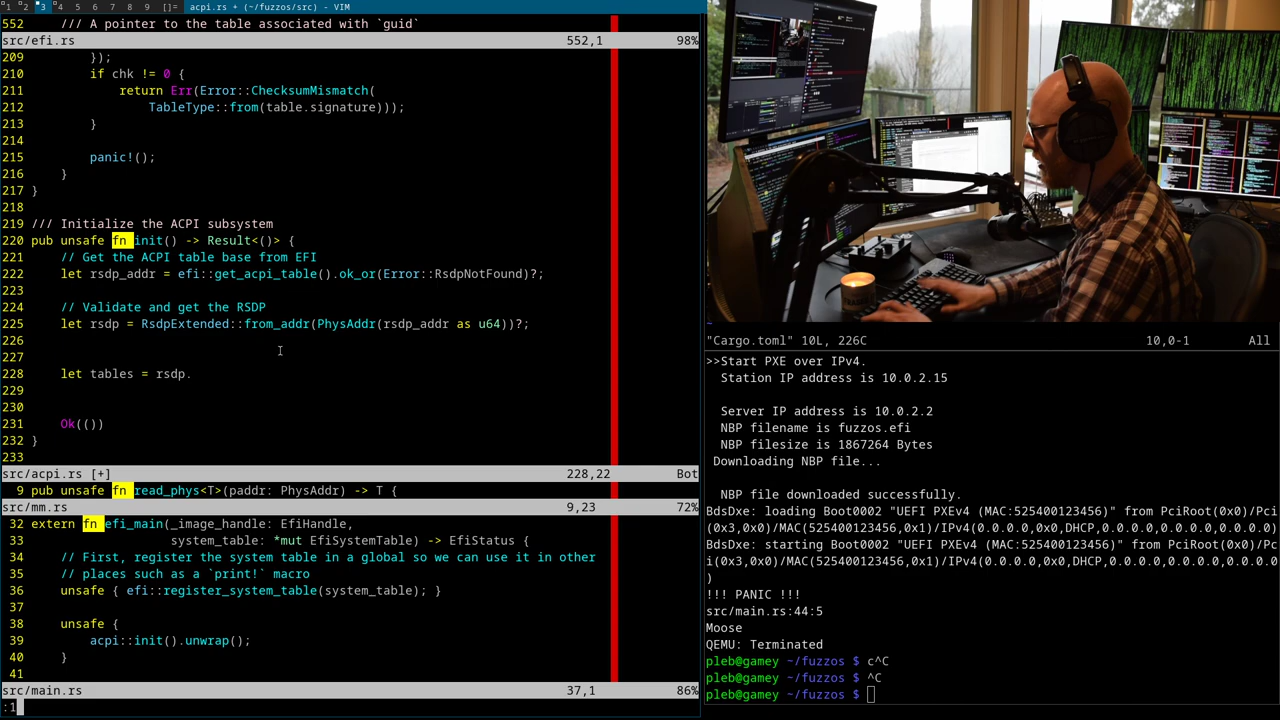 1 2 3 4 5 6 7 8 9 []= acpi.rs + (~/fuzzos/src) - VIM
552     /// A pointer to the table associated with `guid`
src/efi.rs 552,1 98%
209         });
210         if chk != 0 {
211             return Err(Error::ChecksumMismatch(
212                 TableType::from(table.signature)));
213         }
214
215         panic!();
216     }
217 }
218
219 /// Initialize the ACPI subsystem
220 pub unsafe fn init() -> Result<()> {
221     // Get the ACPI table base from EFI
222     let rsdp_addr = efi::get_acpi_table().ok_or(Error::RsdpNotFound)?;
223
224     // Validate and get the RSDP
225     let rsdp = RsdpExtended::from_addr(PhysAddr(rsdp_addr as u64))?;
226
227
228     let tables = rsdp.
229
230
231     Ok(())
232 }
233
src/acpi.rs [+] 228,22 Bot
9 pub unsafe fn read_phys<T>(paddr: PhysAddr) -> T {
src/mm.rs 9,23 72%
32 extern fn efi_main(_image_handle: EfiHandle,
33                    system_table: *mut EfiSystemTable) -> EfiStatus {
34     // First, register the system table in a global so we can use it in other
35     // places such as a `print!` macro
36     unsafe { efi::register_system_table(system_table); }
37
38     unsafe {
39         acpi::init().unwrap();
40     }
41
src/main.rs 37,1 86%
:1
~
"Cargo.toml" 10L, 226C 10,0-1 All
>>Start PXE over IPv4.
  Station IP address is 10.0.2.15
  Server IP address is 10.0.2.2
  NBP filename is fuzzos.efi
  NBP filesize is 1867264 Bytes
 Downloading NBP file...
  NBP file downloaded successfully.
BdsDxe: loading Boot0002 "UEFI PXEv4 (MAC:525400123456)" from PciRoot(0x0)/Pci
(0x3,0x0)/MAC(525400123456,0x1)/IPv4(0.0.0.0,0x0,DHCP,0.0.0.0,0.0.0.0,0.0.0.0)
BdsDxe: starting Boot0002 "UEFI PXEv4 (MAC:525400123456)" from PciRoot(0x0)/Pc
i(0x3,0x0)/MAC(525400123456,0x1)/IPv4(0.0.0.0,0x0,DHCP,0.0.0.0,0.0.0.0,0.0.0.0
)
!!! PANIC !!!
src/main.rs:44:5
Moose
QEMU: Terminated
pleb@gamey ~/fuzzos $ c^C
pleb@gamey ~/fuzzos $ ^C
pleb@gamey ~/fuzzos $